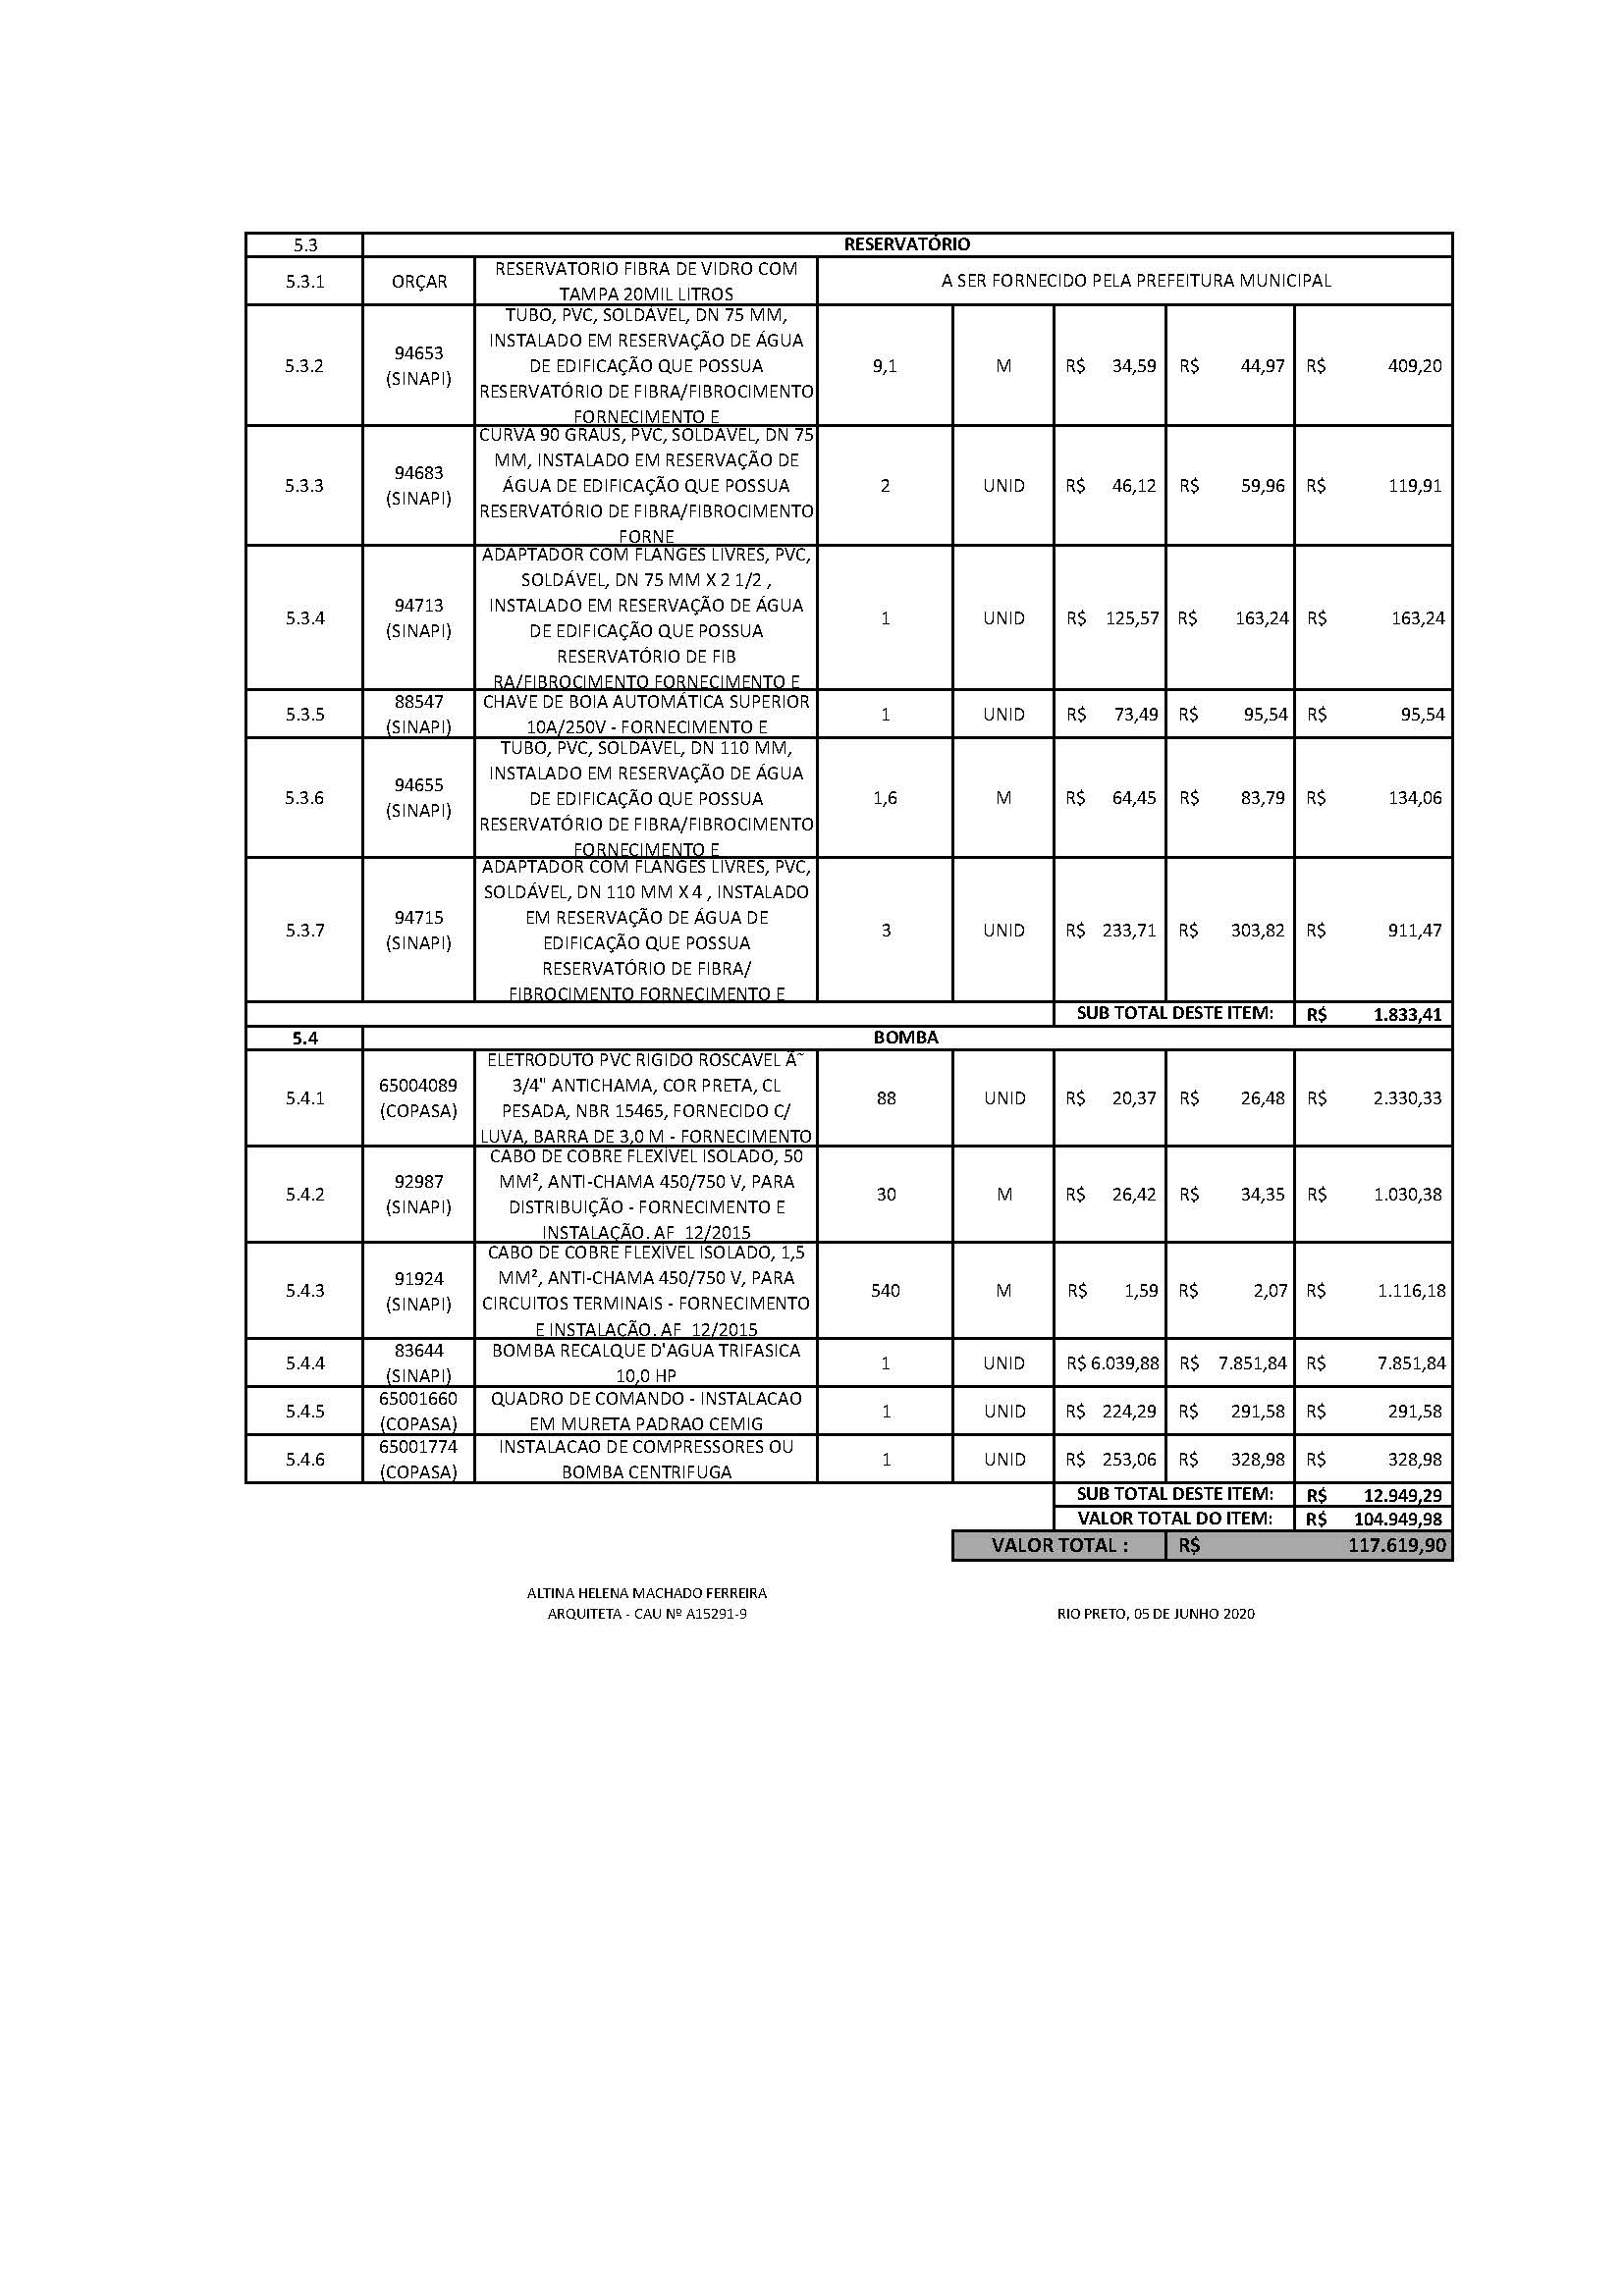 5.3 RESERVATÓRIO
5.3.1 ORÇAR RESERVATORIO FIBRA DE VIDRO COM A SER FORNECIDO PELA PREFEITURA MUNICIPAL
TAMPA 20MIL LITROS
TUBO, PVC, SOLDÁVEL, DN 75 MM,
INSTALADO EM RESERVAÇÃO DE ÁGUA
5.3.2 94653 (SINAPI) DE EDIFICAÇÃO QUE POSSUA 9,1 M R$ 34,59 R$ 44,97 R$ 409,20
RESERVATÓRIO DE FIBRA/FIBROCIMENTO
FORNECIMENTO E
CURVA 90 GRAUS, PVC, SOLDÁVEL, DN 75
MM, INSTALADO EM RESERVAÇÃO DE
5.3.3 94683 (SINAPI) ÁGUA DE EDIFICAÇÃO QUE POSSUA 2 UNID R$ 46,12 R$ 59,96 R$ 119,91
RESERVATÓRIO DE FIBRA/FIBROCIMENTO
FORNE
ADAPTADOR COM FLANGES LIVRES, PVC,
SOLDÁVEL, DN 75 MM X 2 1/2 ,
INSTALADO EM RESERVAÇÃO DE ÁGUA
5.3.4 94713 (SINAPI) DE EDIFICAÇÃO QUE POSSUA 1 UNID R$ 125,57 R$ 163,24 R$ 163,24
RESERVATÓRIO DE FIB
RA/FIBROCIMENTO FORNECIMENTO E
5.3.5 88547 (SINAPI) CHAVE DE BOIA AUTOMÁTICA SUPERIOR 1 UNID R$ 73,49 R$ 95,54 R$ 95,54
10A/250V - FORNECIMENTO E
TUBO, PVC, SOLDÁVEL, DN 110 MM,
INSTALADO EM RESERVAÇÃO DE ÁGUA
5.3.6 94655 (SINAPI) DE EDIFICAÇÃO QUE POSSUA 1,6 M R$ 64,45 R$ 83,79 R$ 134,06
RESERVATÓRIO DE FIBRA/FIBROCIMENTO
FORNECIMENTO E
ADAPTADOR COM FLANGES LIVRES, PVC,
SOLDÁVEL, DN 110 MM X 4 , INSTALADO
EM RESERVAÇÃO DE ÁGUA DE
5.3.7 94715 (SINAPI) EDIFICAÇÃO QUE POSSUA 3 UNID R$ 233,71 R$ 303,82 R$ 911,47
RESERVATÓRIO DE FIBRA/
FIBROCIMENTO FORNECIMENTO E
SUB TOTAL DESTE ITEM: R$ 1.833,41
5.4 BOMBA
ELETRODUTO PVC RIGIDO ROSCAVEL Ã˜
5.4.1 65004089 (COPASA) 3/4" ANTICHAMA, COR PRETA, CL 88 UNID R$ 20,37 R$ 26,48 R$ 2.330,33
PESADA, NBR 15465, FORNECIDO C/
LUVA, BARRA DE 3,0 M - FORNECIMENTO
CABO DE COBRE FLEXÍVEL ISOLADO, 50
5.4.2 92987 (SINAPI) MM², ANTI-CHAMA 450/750 V, PARA 30 M R$ 26,42 R$ 34,35 R$ 1.030,38
DISTRIBUIÇÃO - FORNECIMENTO E
INSTALAÇÃO. AF_12/2015
CABO DE COBRE FLEXÍVEL ISOLADO, 1,5
5.4.3 91924 (SINAPI) MM², ANTI-CHAMA 450/750 V, PARA 540 M R$ 1,59 R$ 2,07 R$ 1.116,18
CIRCUITOS TERMINAIS - FORNECIMENTO
E INSTALAÇÃO. AF_12/2015
5.4.4 83644 (SINAPI) BOMBA RECALQUE D'AGUA TRIFASICA 1 UNID R$ 6.039,88 R$ 7.851,84 R$ 7.851,84
10,0 HP
5.4.5 65001660 (COPASA) QUADRO DE COMANDO - INSTALACAO 1 UNID R$ 224,29 R$ 291,58 R$ 291,58
EM MURETA PADRAO CEMIG
5.4.6 65001774 (COPASA) INSTALACAO DE COMPRESSORES OU 1 UNID R$ 253,06 R$ 328,98 R$ 328,98
BOMBA CENTRIFUGA
SUB TOTAL DESTE ITEM: R$ 12.949,29
VALOR TOTAL DO ITEM: R$ 104.949,98
VALOR TOTAL : R$ 117.619,90
ALTINA HELENA MACHADO FERREIRA
ARQUITETA - CAU Nº A15291-9 RIO PRETO, 05 DE JUNHO 2020